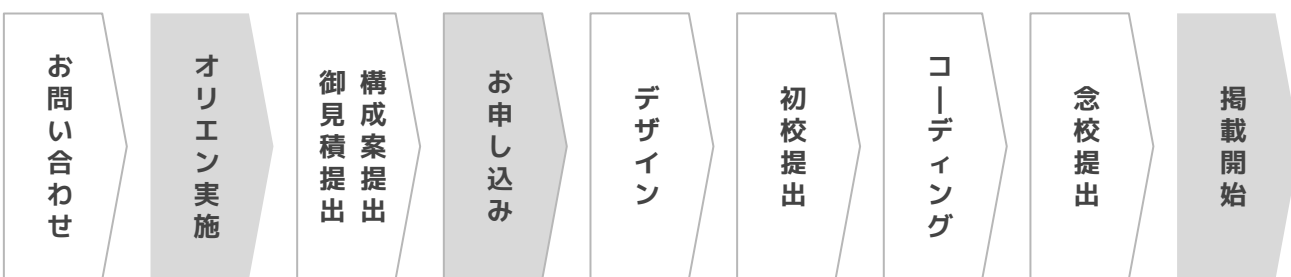 お問い合わせ
オリエン実施
構成案提出
御見積提出
お申し込み
デザイン
初校提出
コーディング
念校提出
掲載開始